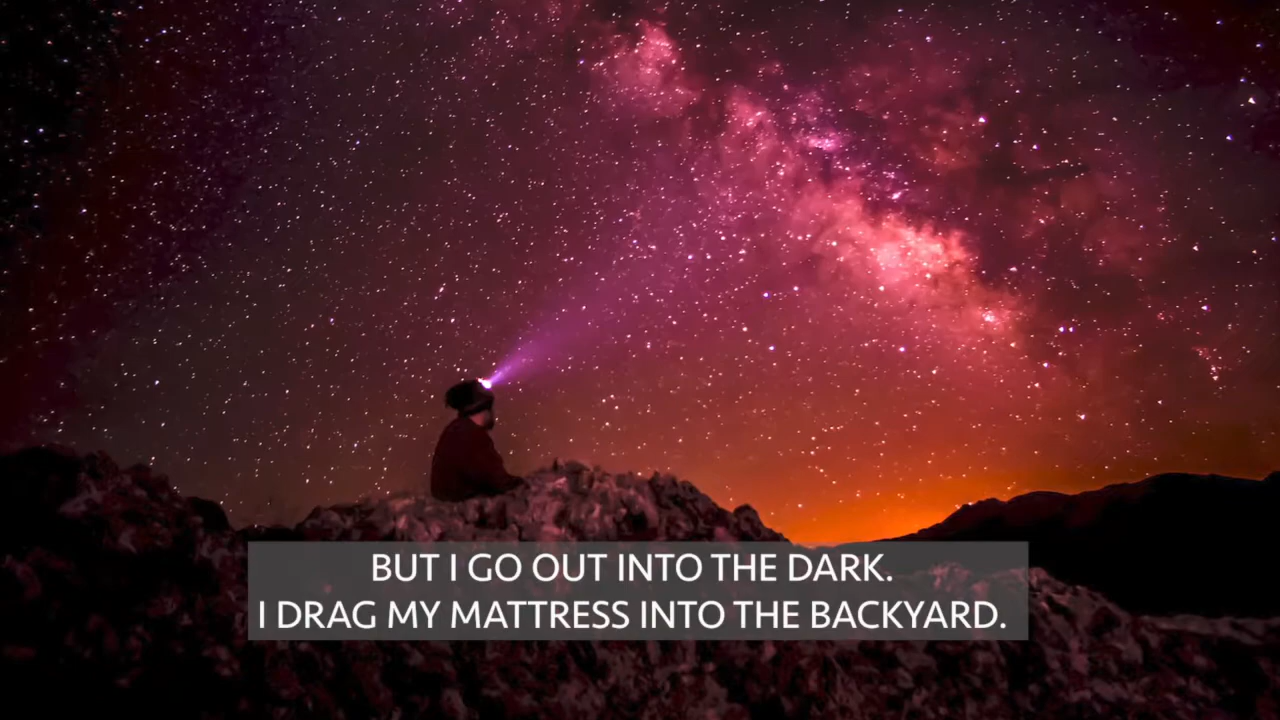 BUT I GO OUT INTO THE DARK.
I DRAG MY MATTRESS INTO THE BACKYARD.